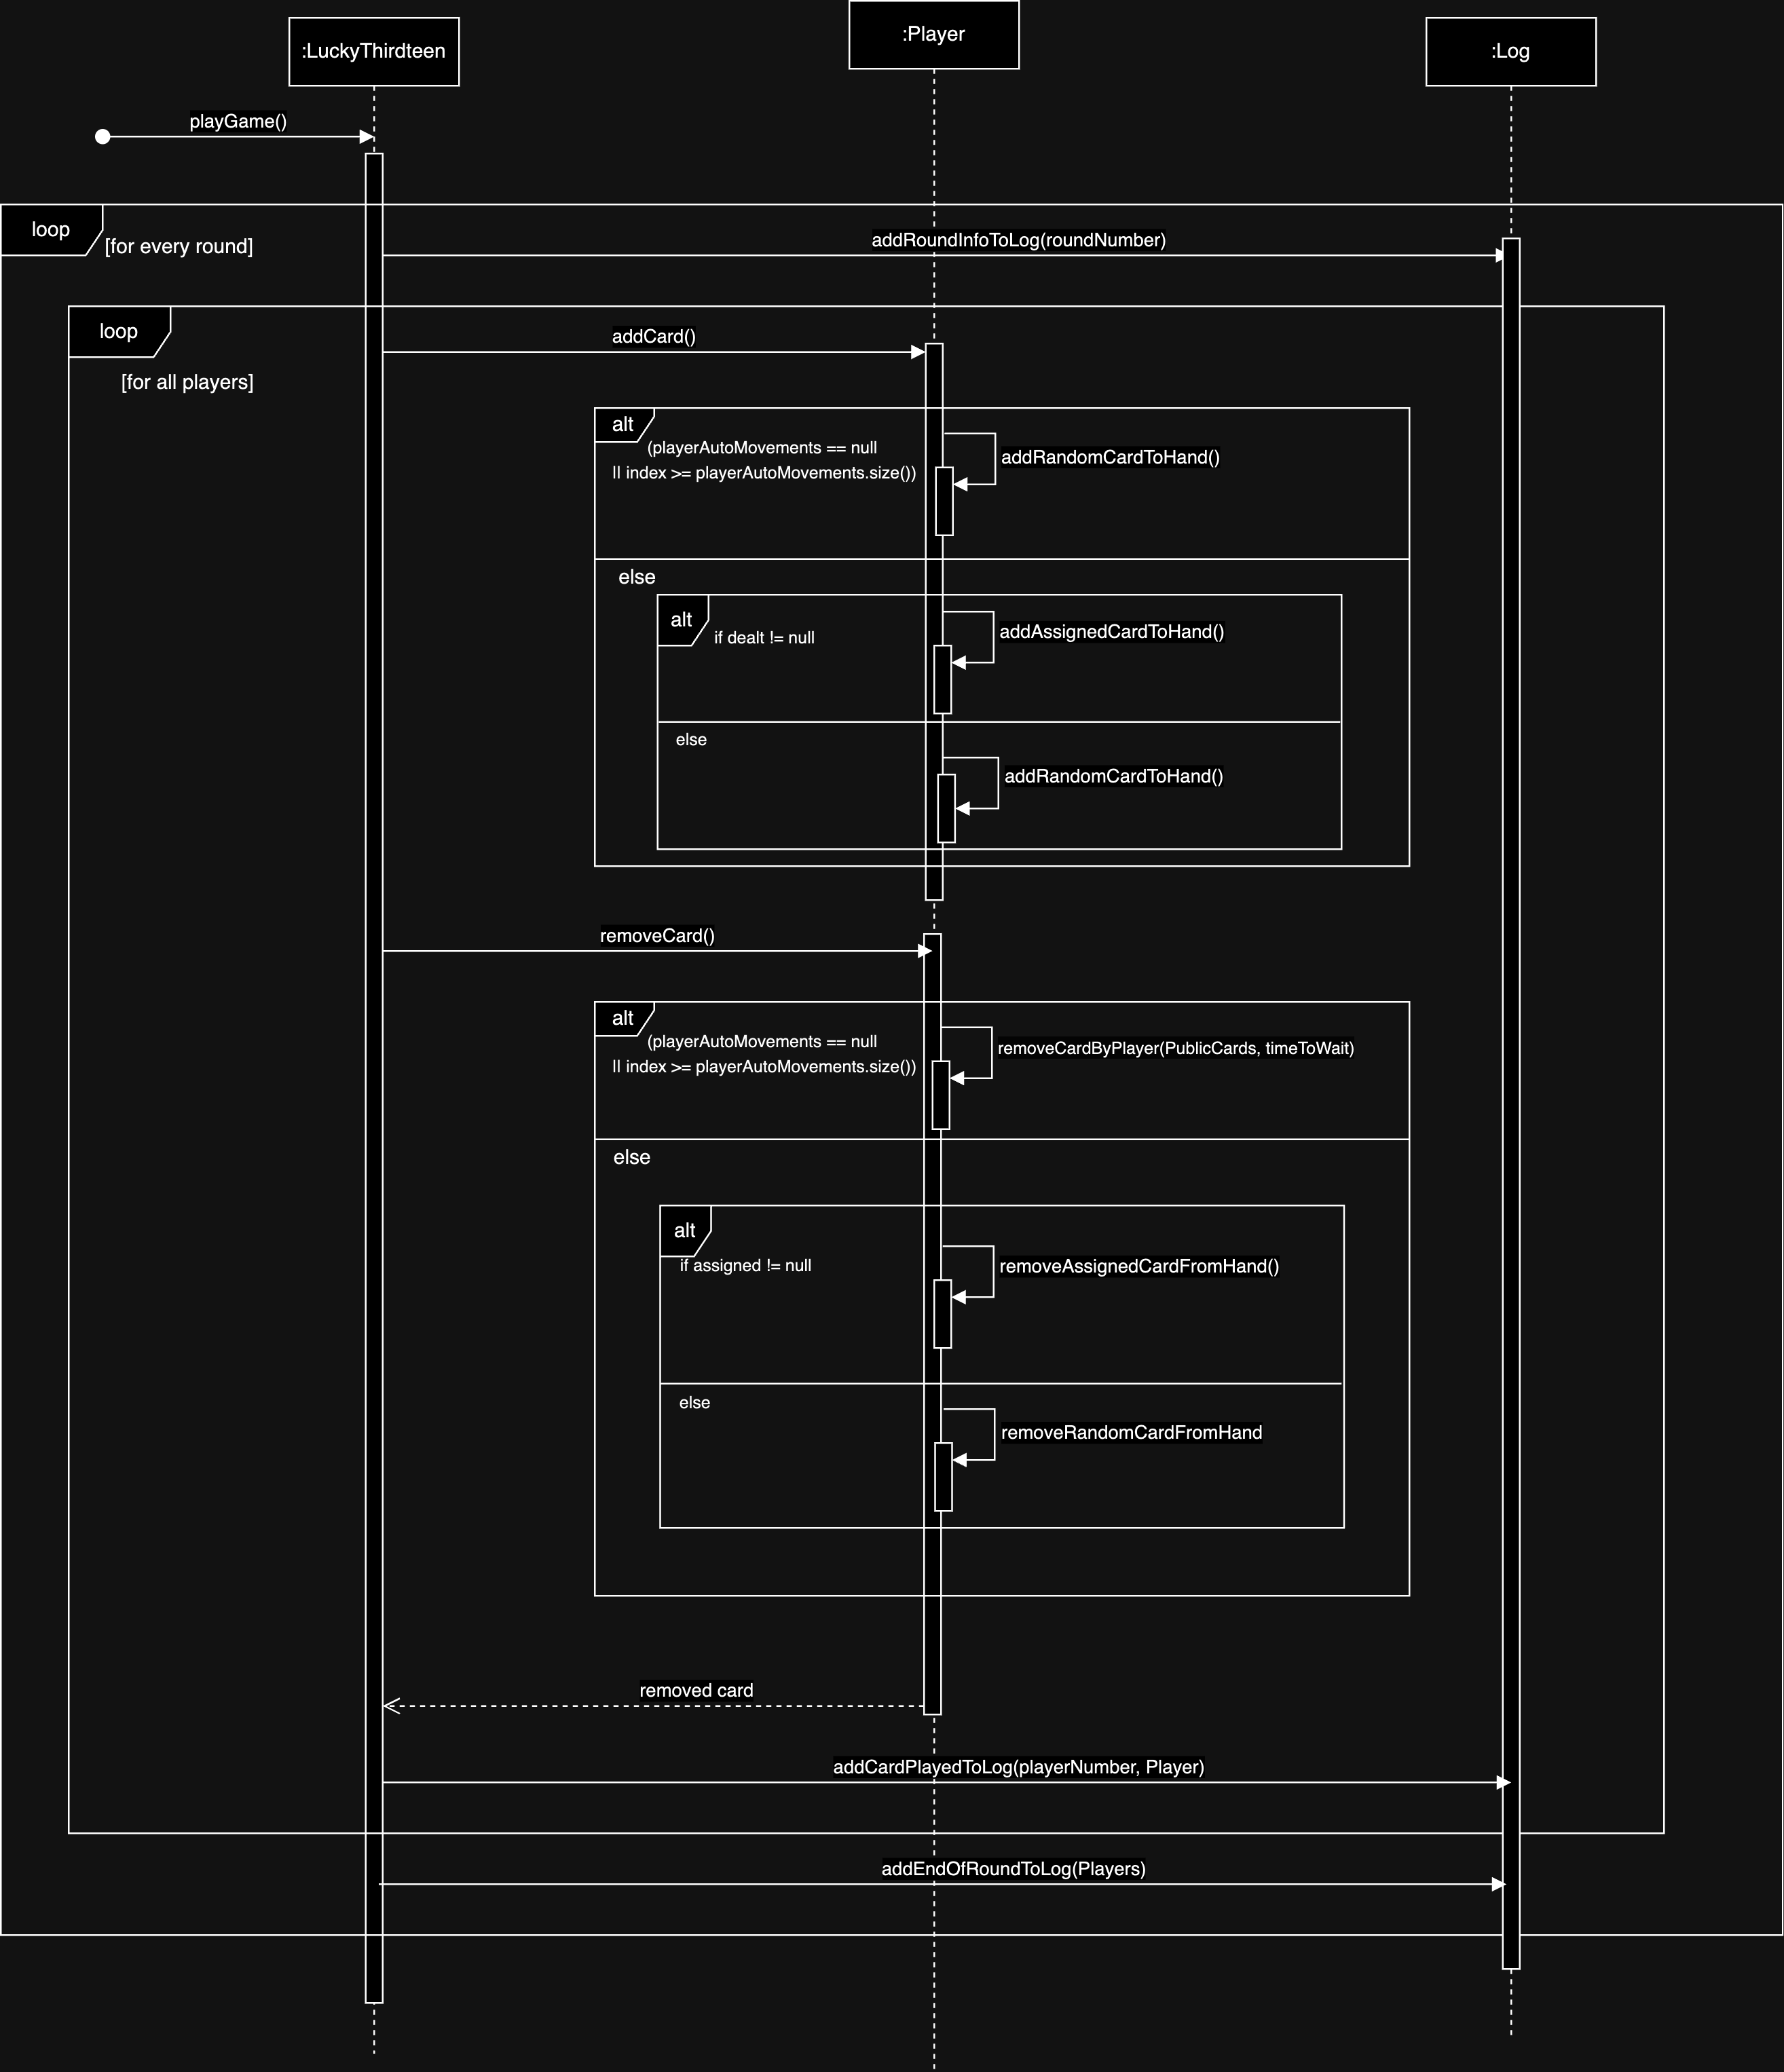 :Player
:LuckyThirdteen
:Log
playGame()
loop
[for every round]
addRoundInfoToLog(roundNumber)
loop
addCard()
[for all players]
alt
(playerAutoMovements == null
|| index >= playerAutoMovements.size())
addRandomCardToHand()
else
alt
if dealt != null
addAssignedCardToHand()
else
addRandomCardToHand()
removeCard()
alt
(playerAutoMovements == null
|| index >= playerAutoMovements.size())
removeCardByPlayer(PublicCards, timeToWait)
else
alt
if assigned != null
removeAssignedCardFromHand()
else
removeRandomCardFromHand
removed card
addCardPlayedToLog(playerNumber, Player)
addEndOfRoundToLog(Players)